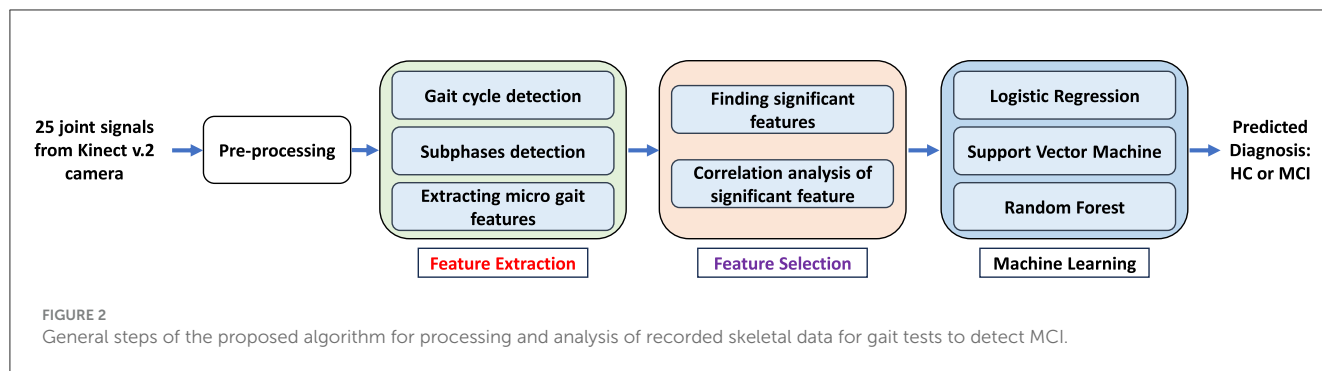 25 joint signals
from Kinect v.2
camera
Pre-processing
Gait cycle detection
Subphases detection
Extracting micro gait
features
Feature Extraction
Finding significant
features
Correlation analysis of
significant feature
Feature Selection
Logistic Regression
Support Vector Machine
Random Forest
Machine Learning
Predicted
Diagnosis:
HC or MCI
FIGURE 2
General steps of the proposed algorithm for processing and analysis of recorded skeletal data for gait tests to detect MCI.